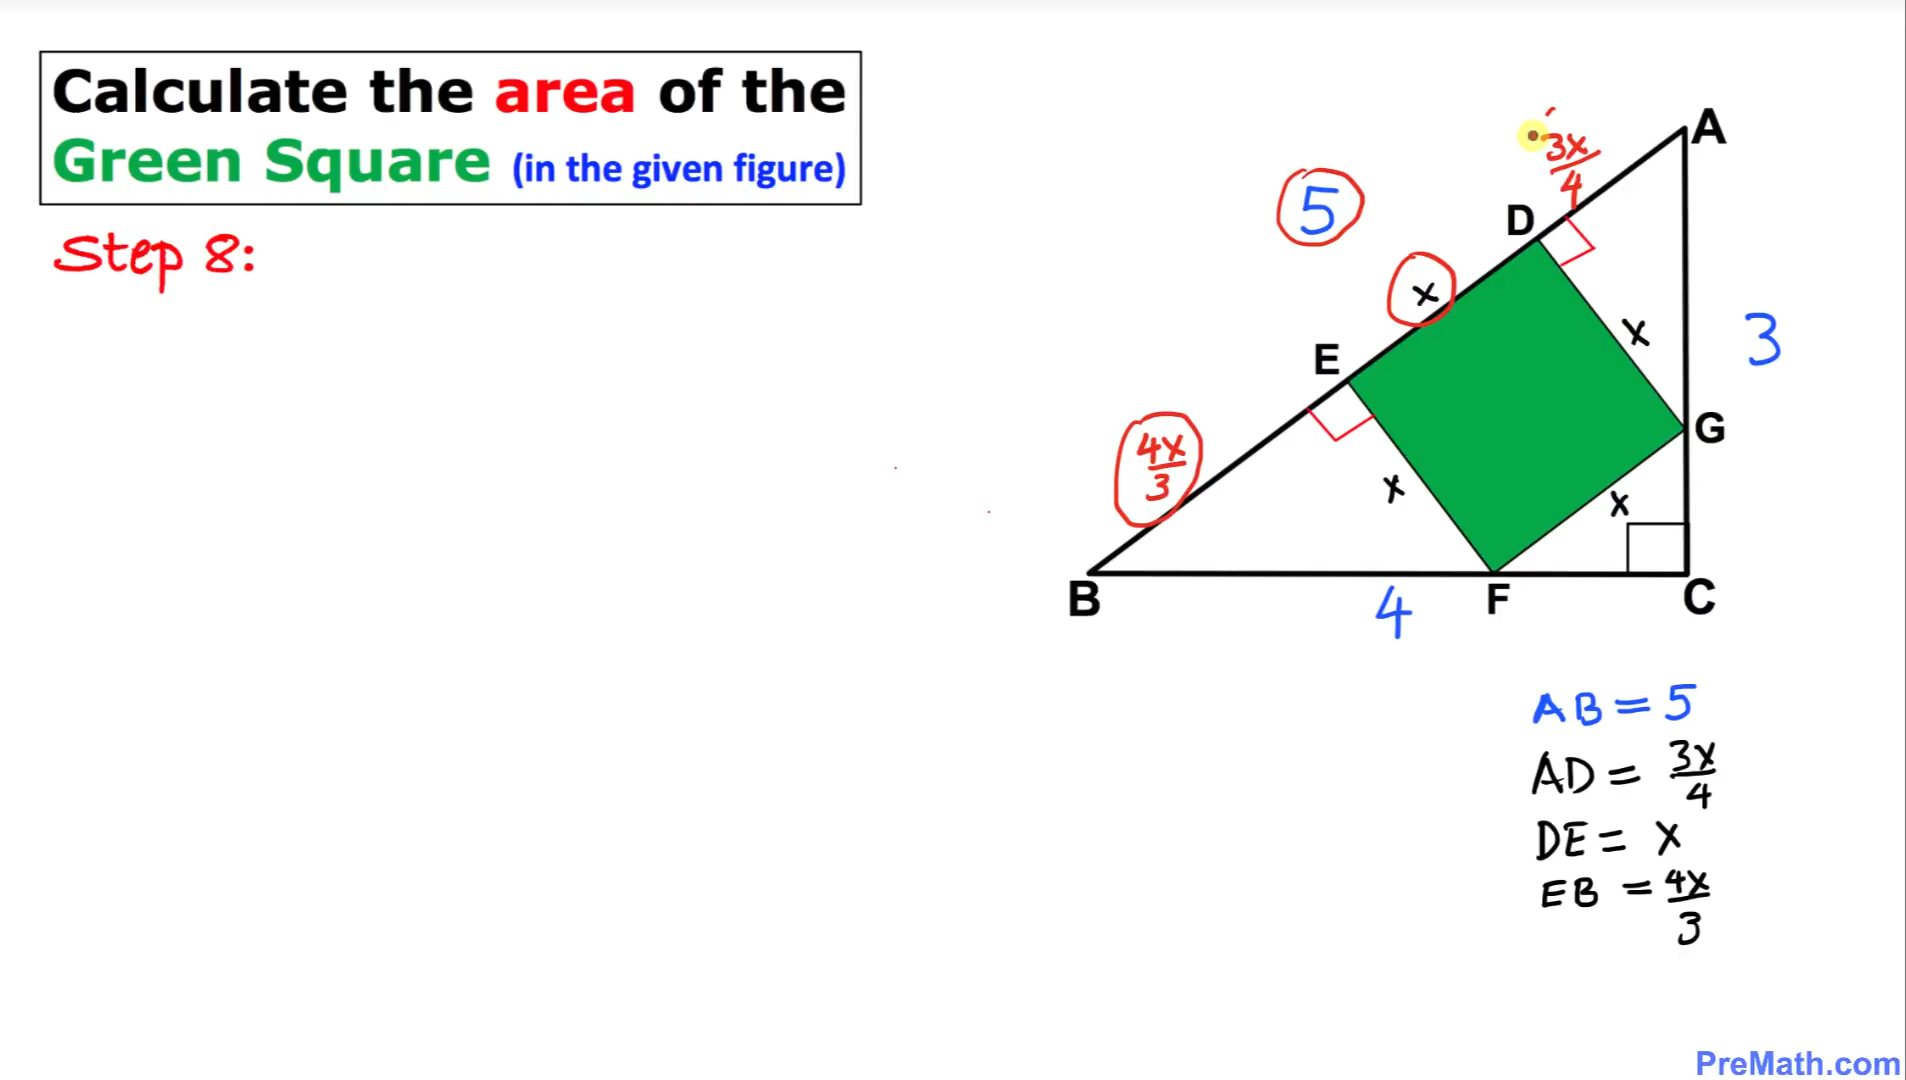 Calculate the area of the
Green Square (in the given figure)
Step 8:
A
3x/4
5
D
x
x
3
E
G
4x/3
x
x
B
4
F
C
AB = 5
AD = 3x/4
DE = x
EB = 4x/3
PreMath.com